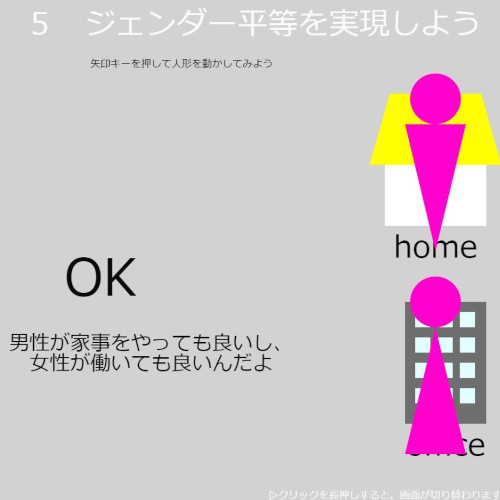 5 ジェンダー平等を実現しよう
矢印キーを押して人形を動かしてみよう
home
OK
男性が家事をやっても良いし、
女性が働いても良いんだよ
office
▷クリックを長押しすると、画面が切り替わります